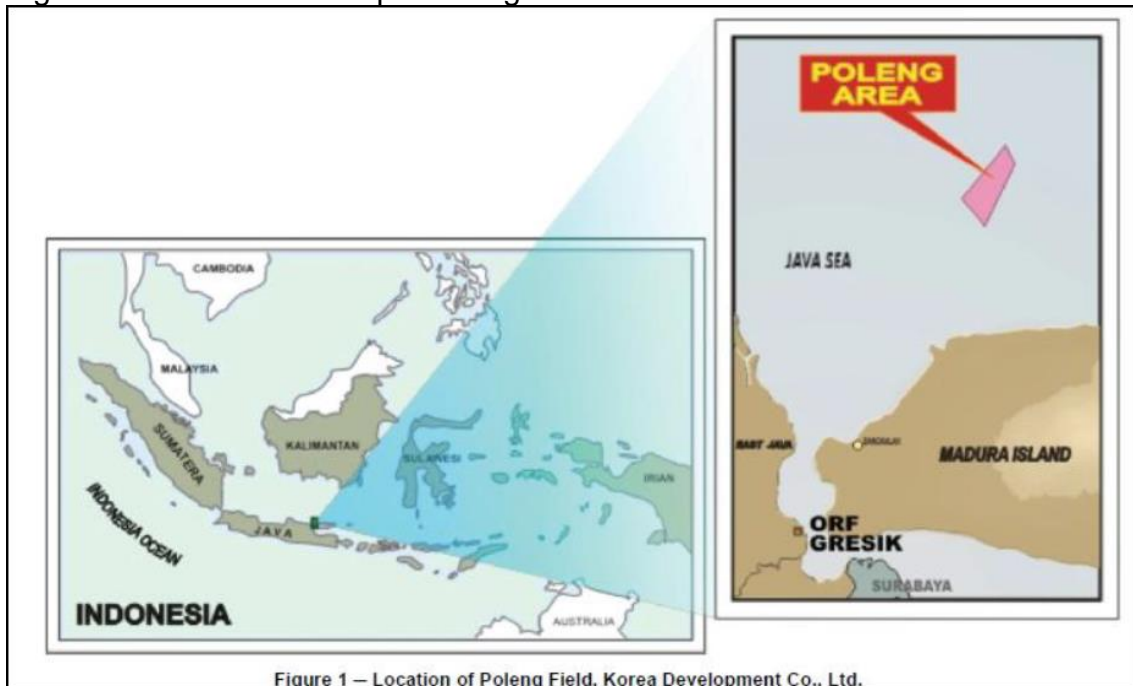 CAMBODIA
MALAYSIA
SUMATERA
KALIMANTAN
SULANESI
IRIAN
INDONESIA OCEAN
JAVA
INDONESIA
AUSTRALIA
POLENG
AREA
JAVA SEA
EAST JAVA
MADURA ISLAND
ORF
GRESIK
SURABAYA
Figure 1 — Location of Poleng Field, Korea Development Co., Ltd.